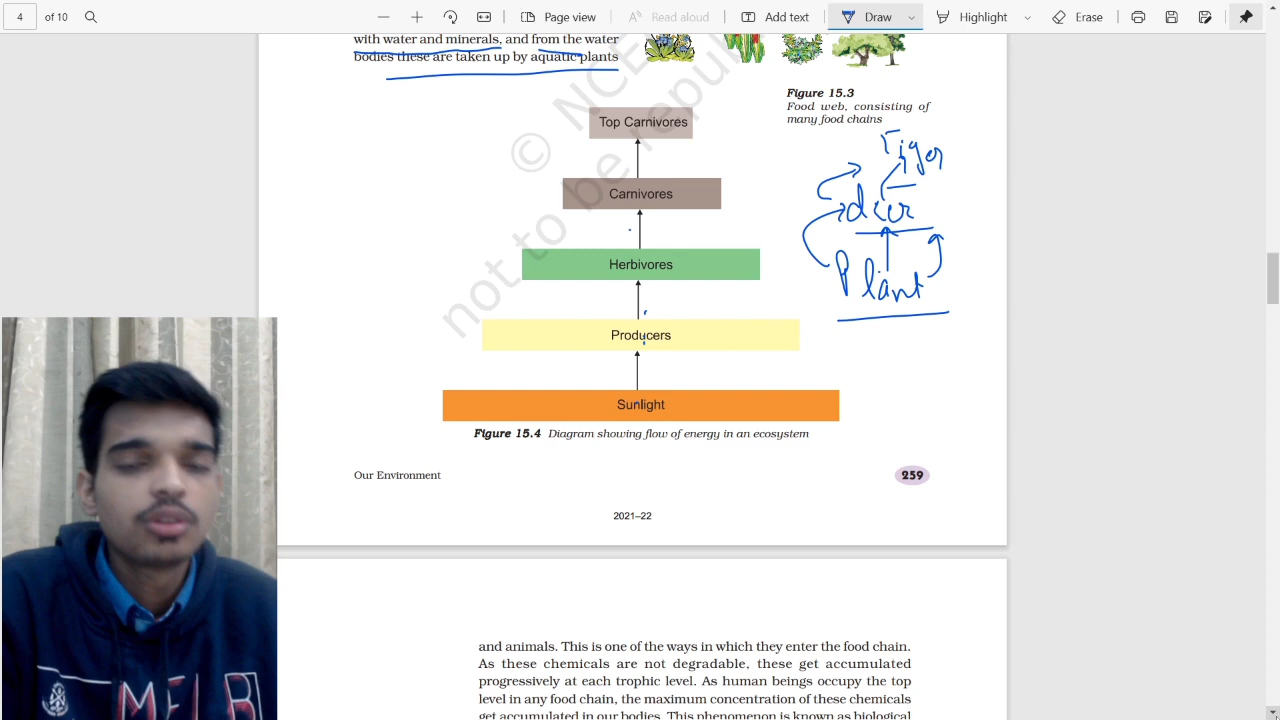 4 of 10 Page view Read aloud Add text Draw Highlight Erase
with water and minerals, and from the water
bodies these are taken up by aquatic plants
Figure 15.3
Food web, consisting of
many food chains
Top Carnivores
Carnivores
Herbivores
Producers
Sunlight
Tiger
deer
Plant
© NCE
not to be republ
Figure 15.4 Diagram showing flow of energy in an ecosystem
Our Environment 259
2021–22
and animals. This is one of the ways in which they enter the food chain.
As these chemicals are not degradable, these get accumulated
progressively at each trophic level. As human beings occupy the top
level in any food chain, the maximum concentration of these chemicals
get accumulated in our bodies. This phenomenon is known as biological